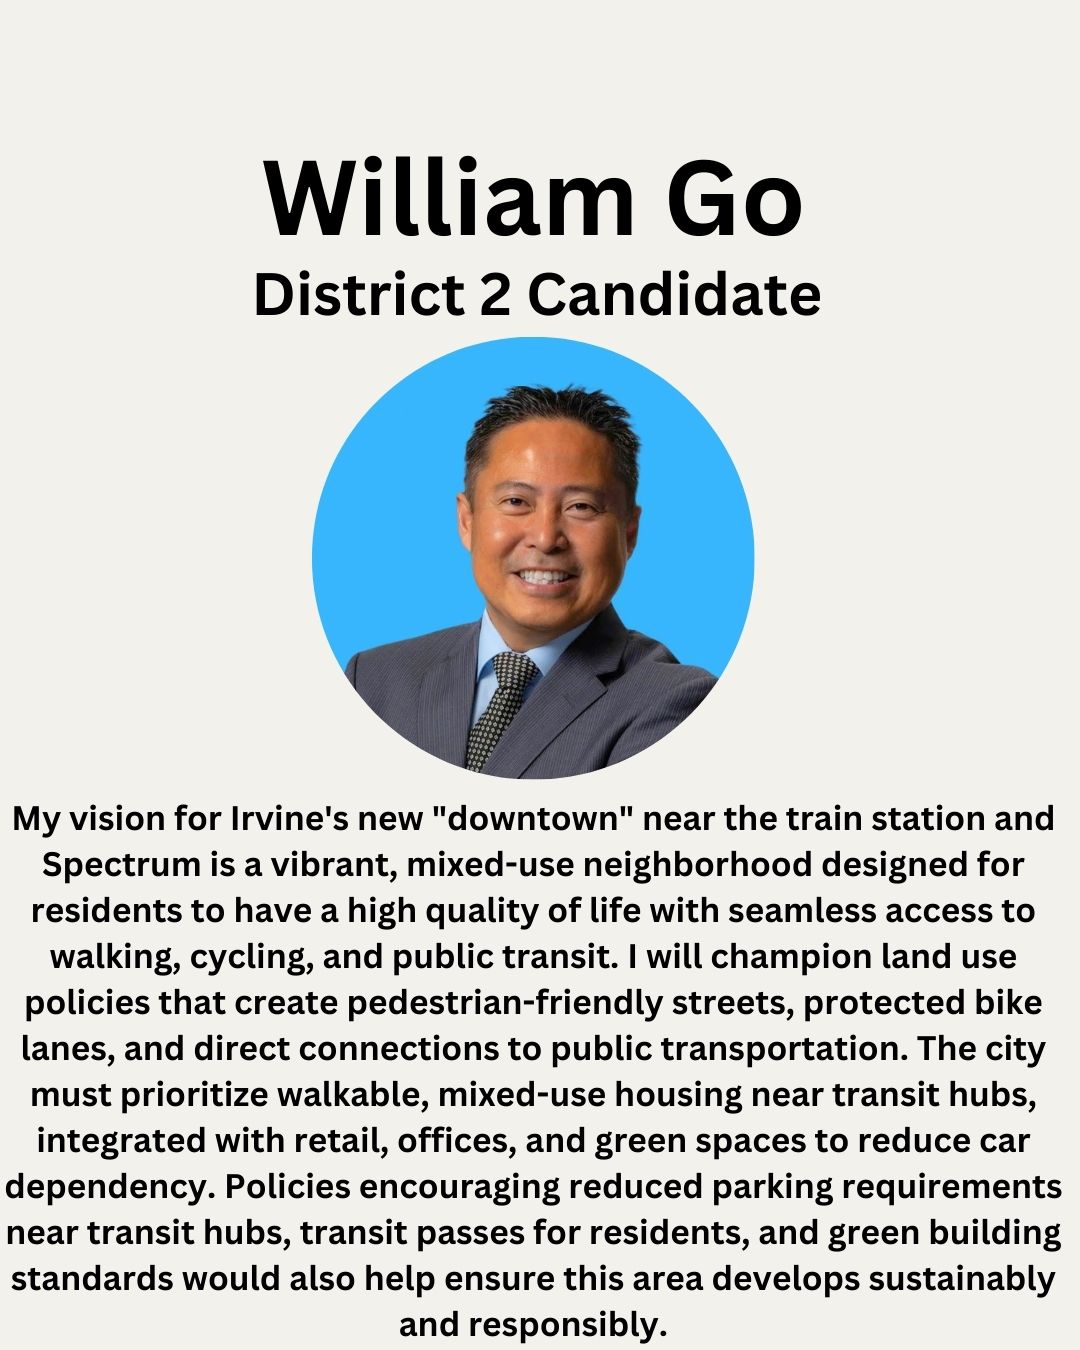 William Go
District 2 Candidate
My vision for Irvine's new "downtown" near the train station and
Spectrum is a vibrant, mixed-use neighborhood designed for
residents to have a high quality of life with seamless access to
walking, cycling, and public transit. I will champion land use
policies that create pedestrian-friendly streets, protected bike
lanes, and direct connections to public transportation. The city
must prioritize walkable, mixed-use housing near transit hubs,
integrated with retail, offices, and green spaces to reduce car
dependency. Policies encouraging reduced parking requirements
near transit hubs, transit passes for residents, and green building
standards would also help ensure this area develops sustainably
and responsibly.